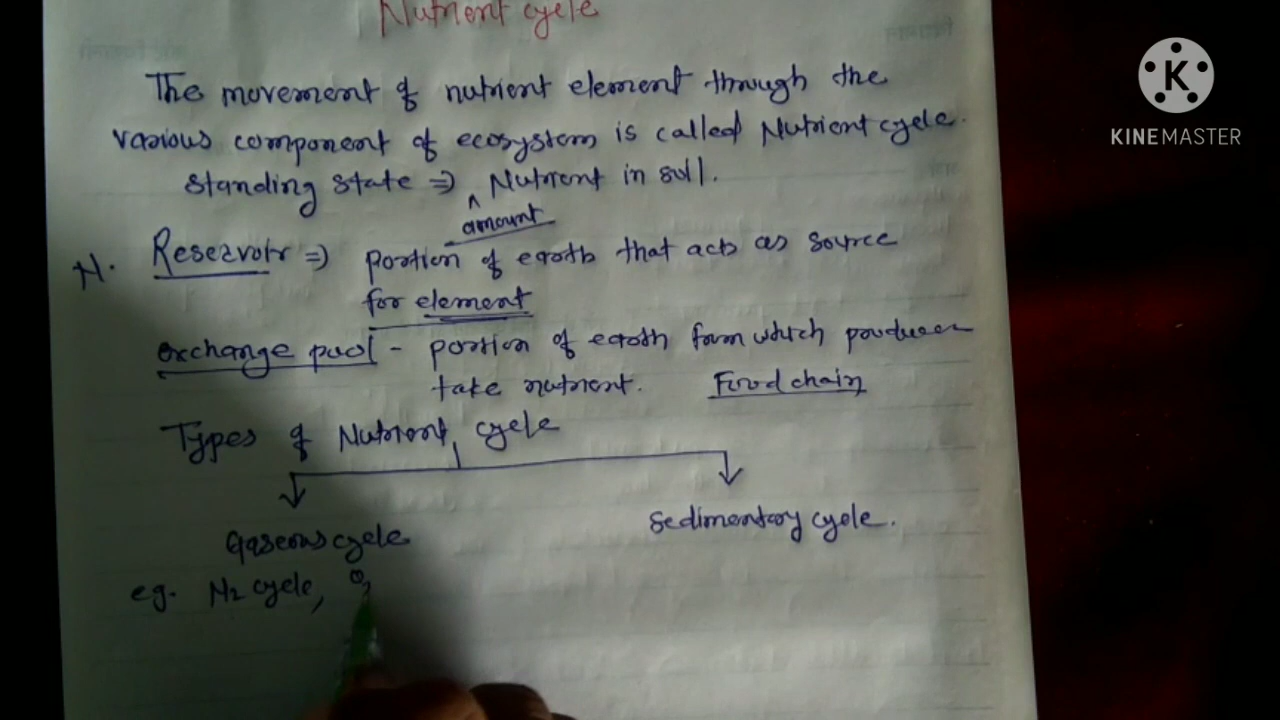 Nutrient cycle
The movement of nutrient element through the
various component of ecosystem is called Nutrient cycle.
Standing state => Nutrient in soil.
^
amount
N. Reservoir => portion of earth that acts as source
for element
exchange pool - portion of earth form which producer
take nutrient. Food chain
Types of Nutrient cycle
Gaseous cycle
Sedimentary cycle.
eg. N2 cycle, O2
K
KINEMASTER